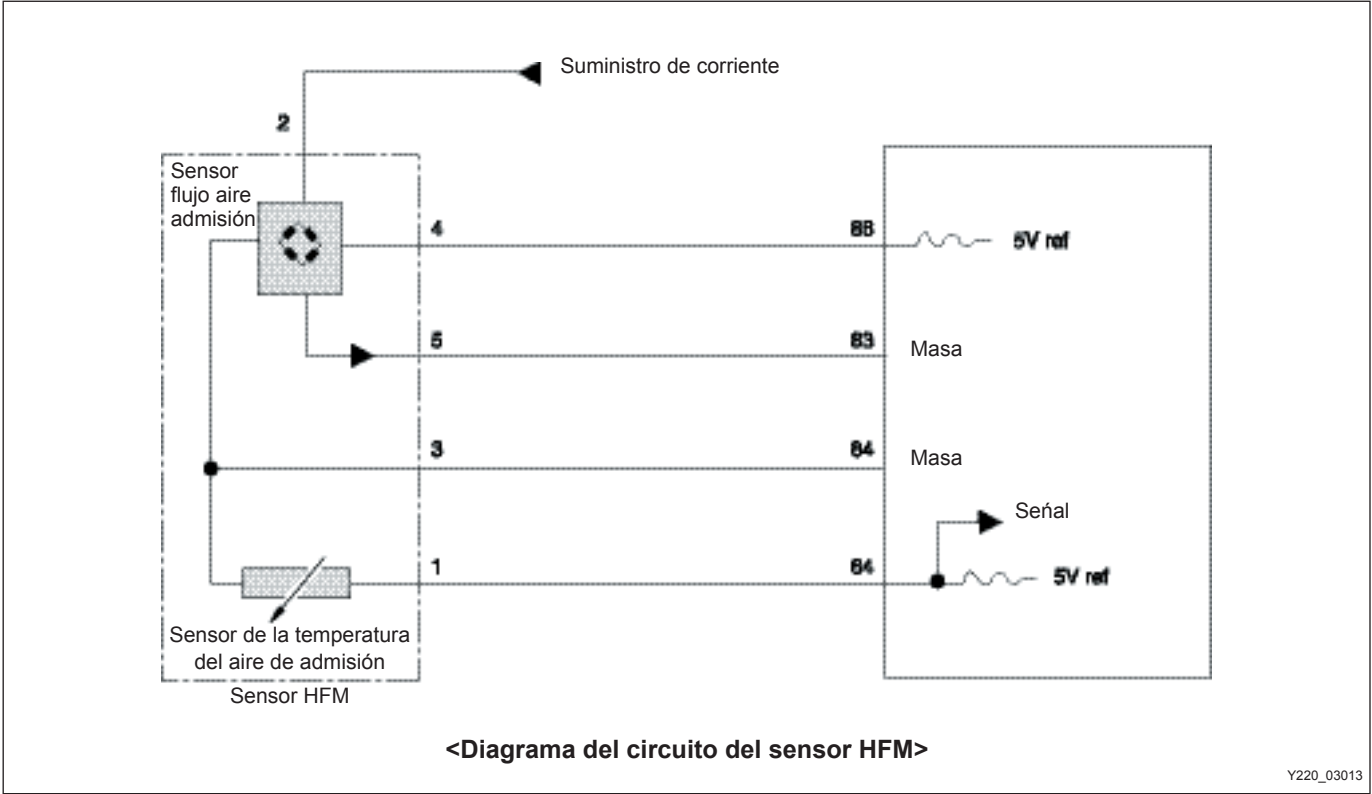 Suministro de corriente
2
Sensor
flujo aire
admisión
4
5
3
1
Sensor de la temperatura
del aire de admisión
Sensor HFM
83
84
64
5V ref
Masa
Masa
Seńal
5V ref
<Diagrama del circuito del sensor HFM>
Y220_03013